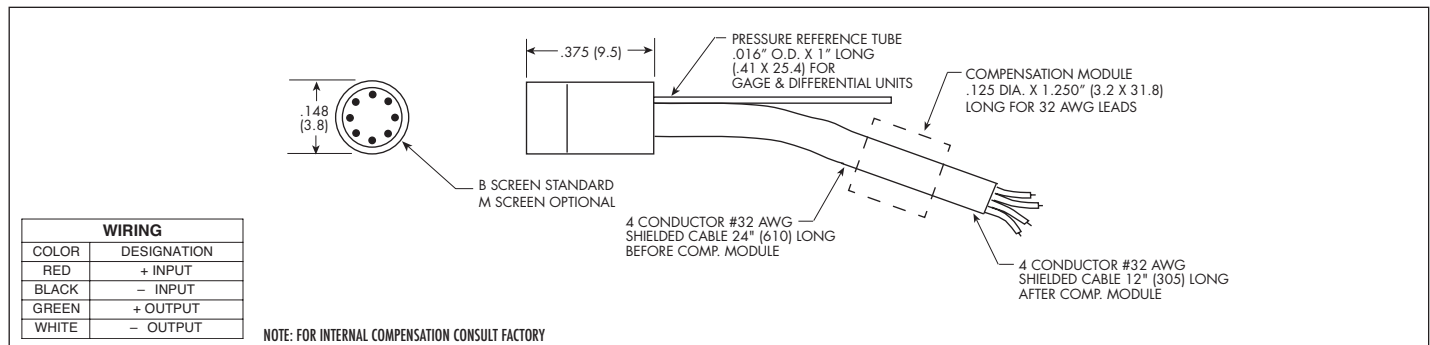 .375 (9.5)
PRESSURE REFERENCE TUBE
.016" O.D. X 1" LONG
(.41 X 25.4) FOR
GAGE & DIFFERENTIAL UNITS
COMPENSATION MODULE
.125 DIA. X 1.250" (3.2 X 31.8)
LONG FOR 32 AWG LEADS
.148
(3.8)
B SCREEN STANDARD
M SCREEN OPTIONAL
4 CONDUCTOR #32 AWG
SHIELDED CABLE 24" (610) LONG
BEFORE COMP. MODULE
4 CONDUCTOR #32 AWG
SHIELDED CABLE 12" (305) LONG
AFTER COMP. MODULE
WIRING
COLOR DESIGNATION
RED + INPUT
BLACK – INPUT
GREEN + OUTPUT
WHITE – OUTPUT
NOTE: FOR INTERNAL COMPENSATION CONSULT FACTORY